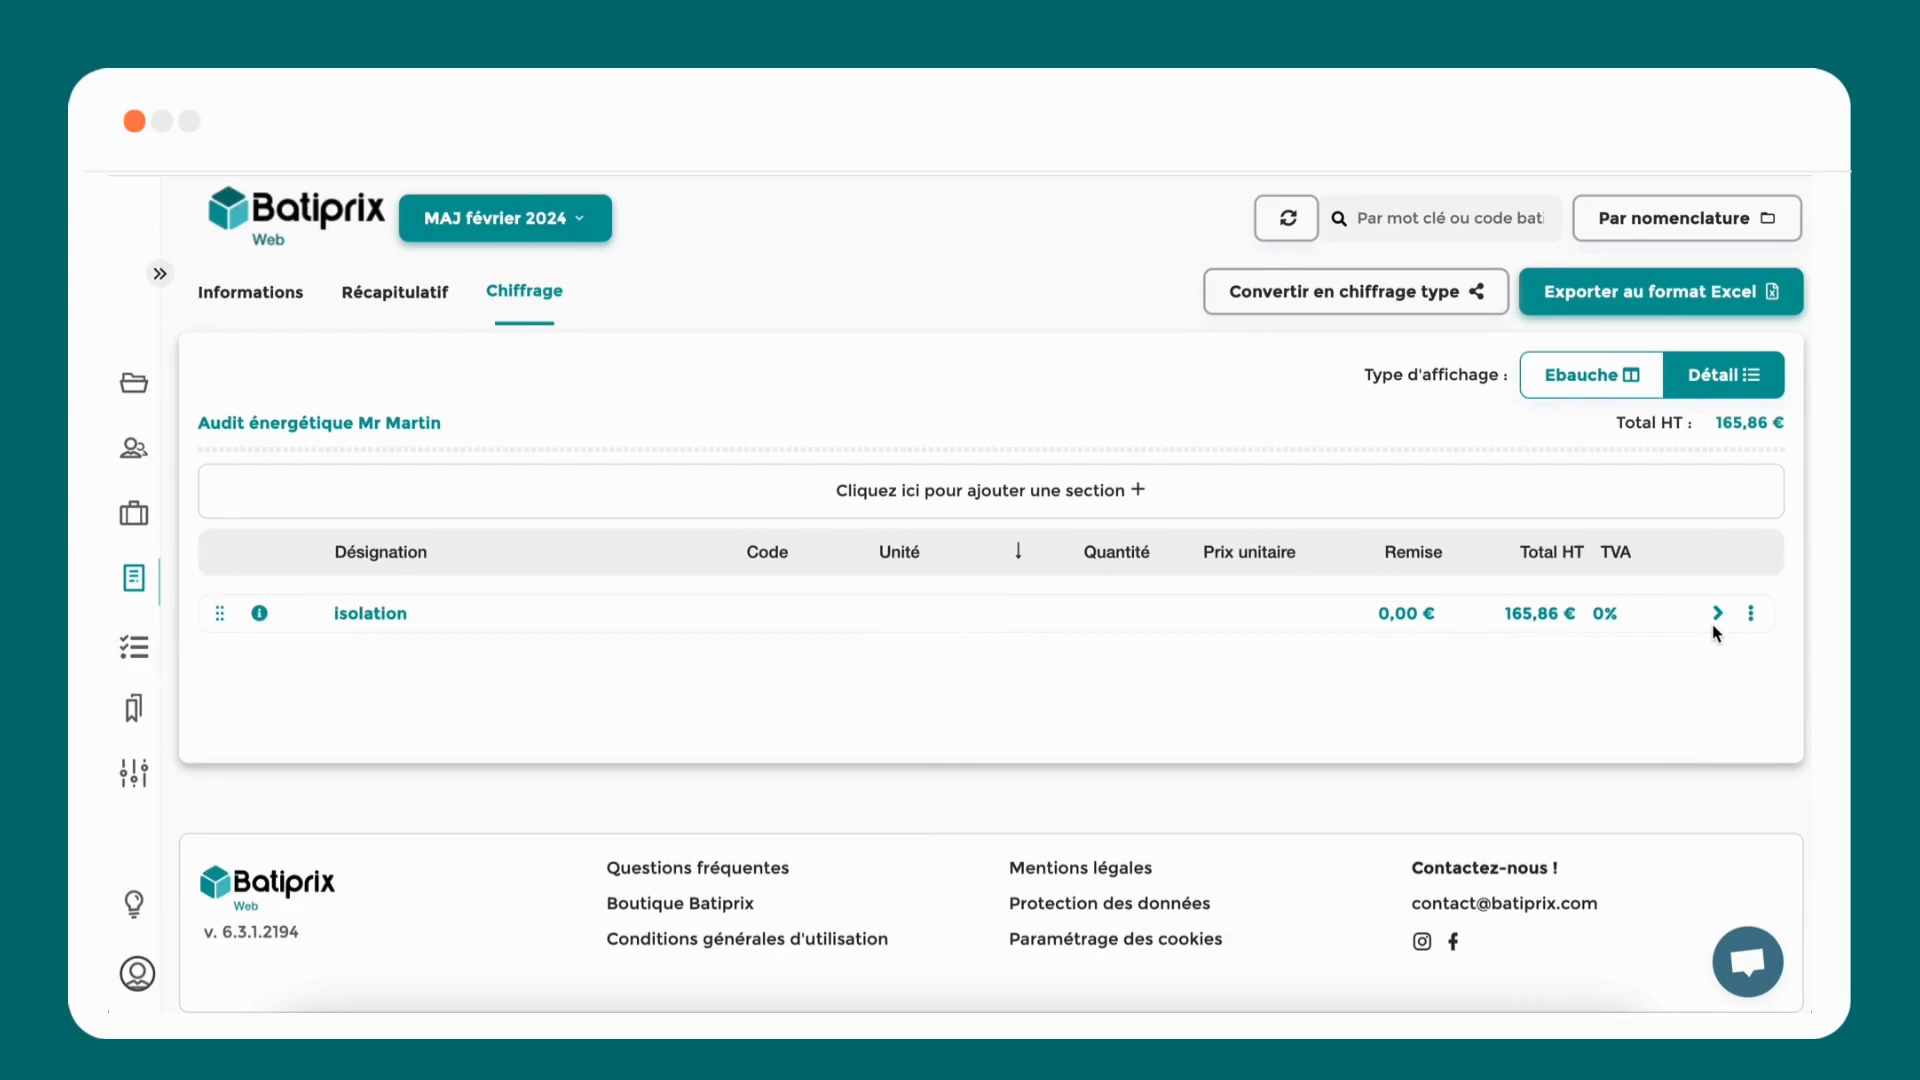 Batiprix
Web
MAJ février 2024
Par mot clé ou code bati
Par nomenclature
Informations
Récapitulatif
Chiffrage
Convertir en chiffrage type
Exporter au format Excel
Type d'affichage :
Ebauche
Détail
Audit énergétique Mr Martin
Total HT :
165,86 €
Cliquez ici pour ajouter une section +
Désignation
Code
Unité
Quantité
Prix unitaire
Remise
Total HT
TVA
isolation
0,00 €
165,86 €
0%
Batiprix
Web
v. 6.3.1.2194
Questions fréquentes
Boutique Batiprix
Conditions générales d'utilisation
Mentions légales
Protection des données
Paramétrage des cookies
Contactez-nous !
contact@batiprix.com